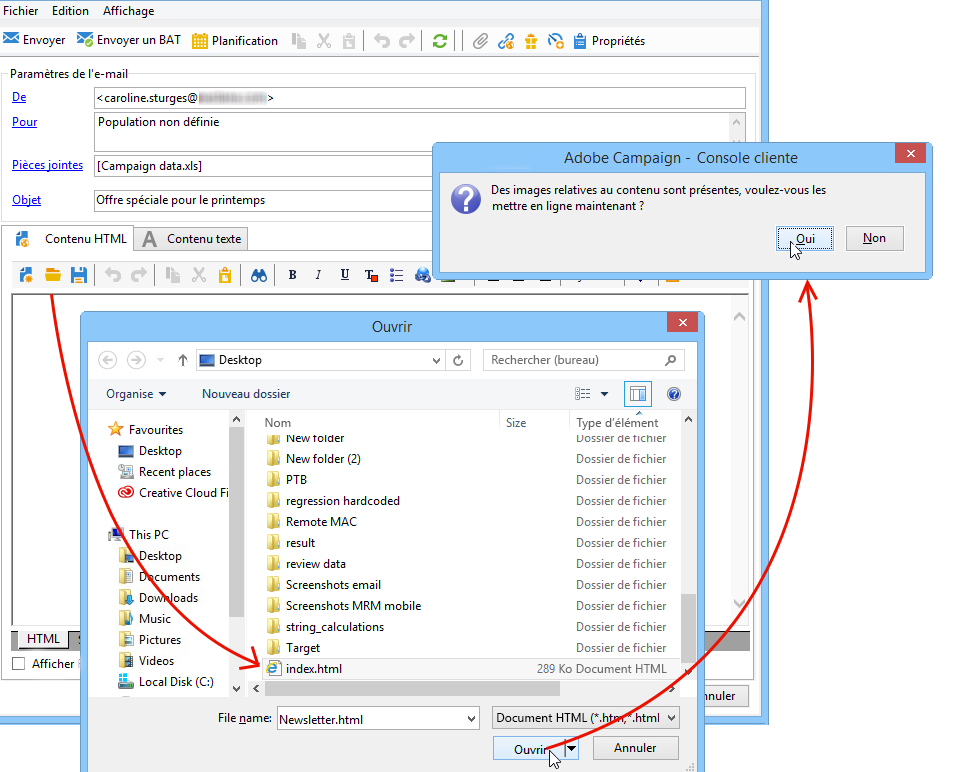 Fichier Edition Affichage
Envoyer Envoyer un BAT Planification Propriétés
Paramètres de l'e-mail
De <caroline.sturges@ >
Pour Population non définie
Pièces jointes [Campaign data.xls]
Objet Offre spéciale pour le printemps
Adobe Campaign - Console cliente
Des images relatives au contenu sont présentes, voulez-vous les
mettre en ligne maintenant ?
Oui Non
Contenu HTML Contenu texte
B I U T
Ouvrir
Desktop Rechercher (bureau)
Organise Nouveau dossier
Nom Size Type d'élément
Favourites
Desktop
Recent places
Creative Cloud Fi
This PC
Desktop
Documents
Downloads
Music
Pictures
Videos
Local Disk (C:)
New folder Dossier de fichier
New folder (2) Dossier de fichier
PTB Dossier de fichier
regression hardcoded Dossier de fichier
Remote MAC Dossier de fichier
result Dossier de fichier
review data Dossier de fichier
Screenshots email Dossier de fichier
Screenshots MRM mobile Dossier de fichier
string_calculations Dossier de fichier
Target Dossier de fichier
index.html 289 Ko Document HTML
HTML
Afficher
nnuler
File name: Newsletter.html Document HTML (*.htm,*.html
Ouvrir Annuler